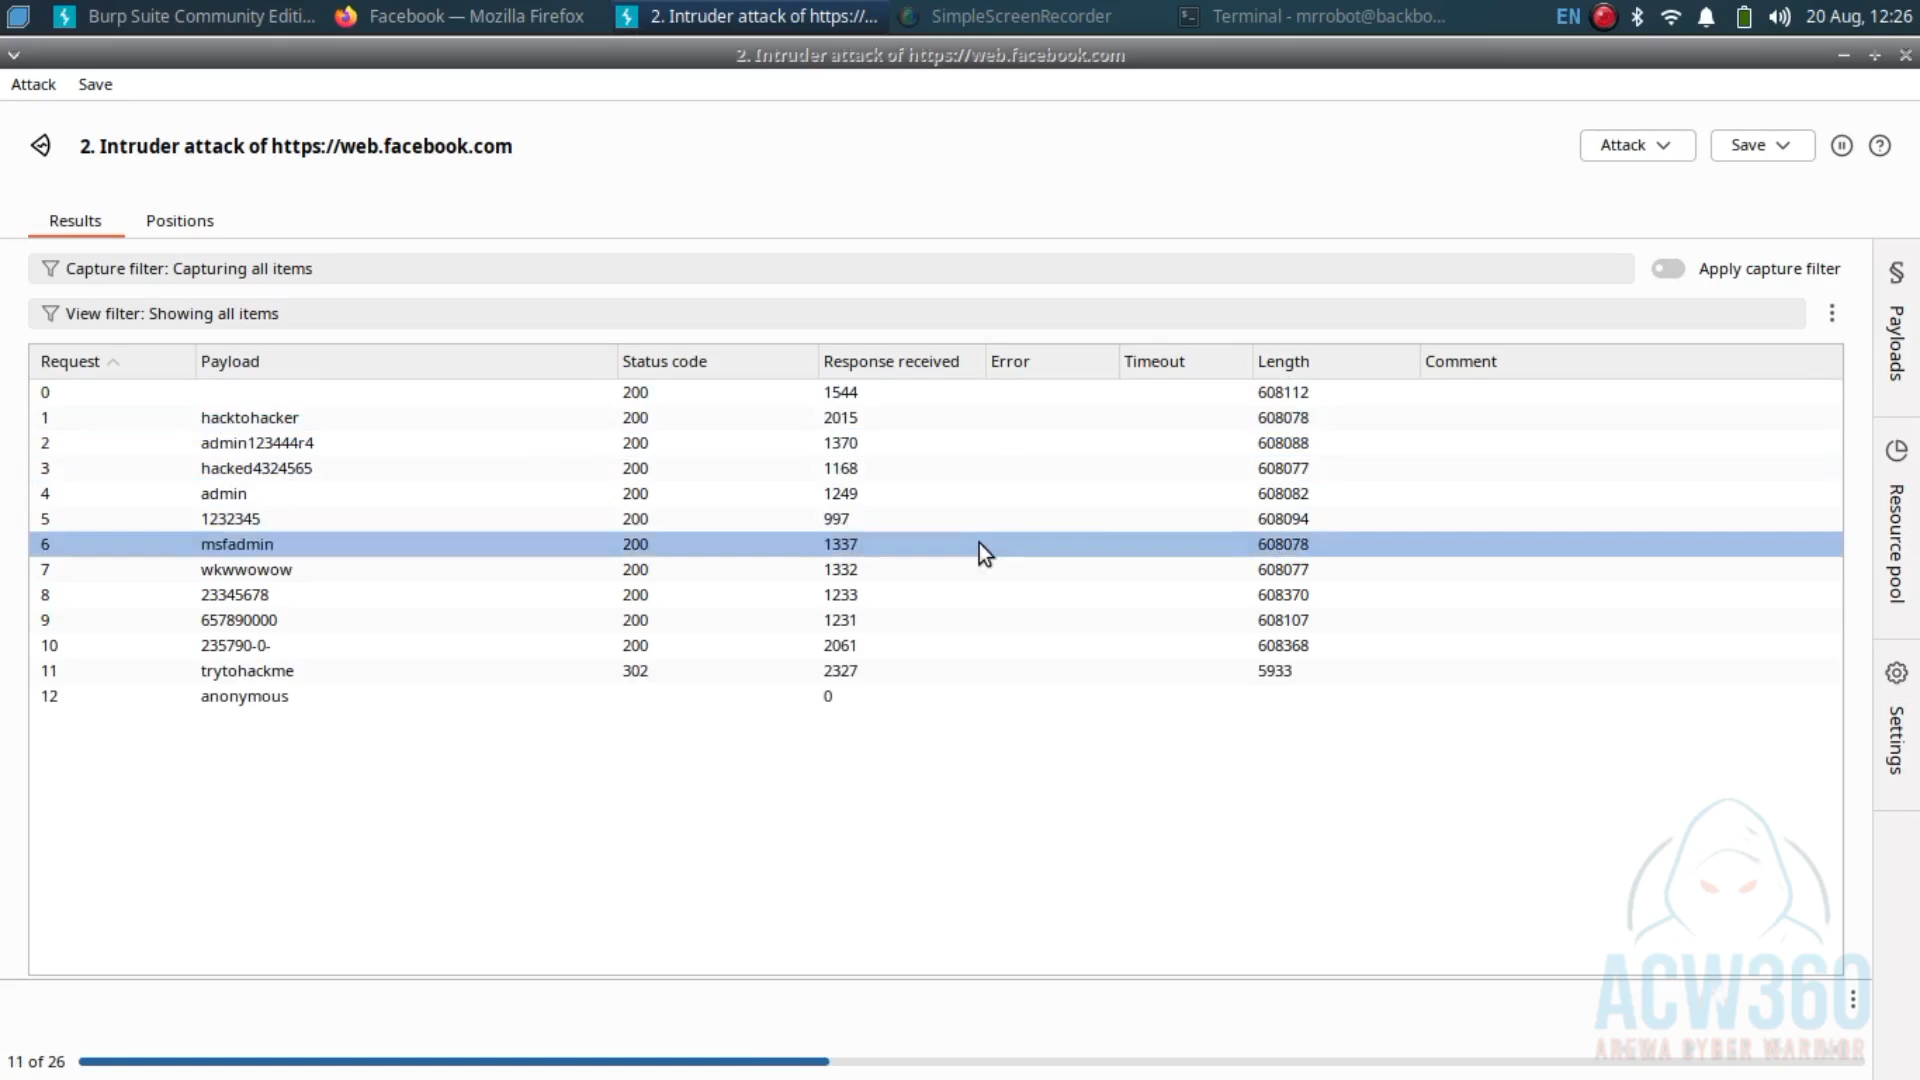 Burp Suite Community Editi... Facebook — Mozilla Firefox 2. Intruder attack of https://... SimpleScreenRecorder Terminal - mrrobot@backbo... EN 20 Aug, 12:26
2. Intruder attack of https://web.facebook.com
Attack Save
2. Intruder attack of https://web.facebook.com Attack Save
Results Positions
Capture filter: Capturing all items Apply capture filter
View filter: Showing all items
Request Payload Status code Response received Error Timeout Length Comment
0 200 1544 608112
1 hacktohacker 200 2015 608078
2 admin123444r4 200 1370 608088
3 hacked4324565 200 1168 608077
4 admin 200 1249 608082
5 1232345 200 997 608094
6 msfadmin 200 1337 608078
7 wkwwowow 200 1332 608077
8 23345678 200 1233 608370
9 657890000 200 1231 608107
10 235790-0- 200 2061 608368
11 trytohackme 302 2327 5933
12 anonymous 0
Payloads
Resource pool
Settings
ACW360
AREWA CYBER WARRIOR
11 of 26